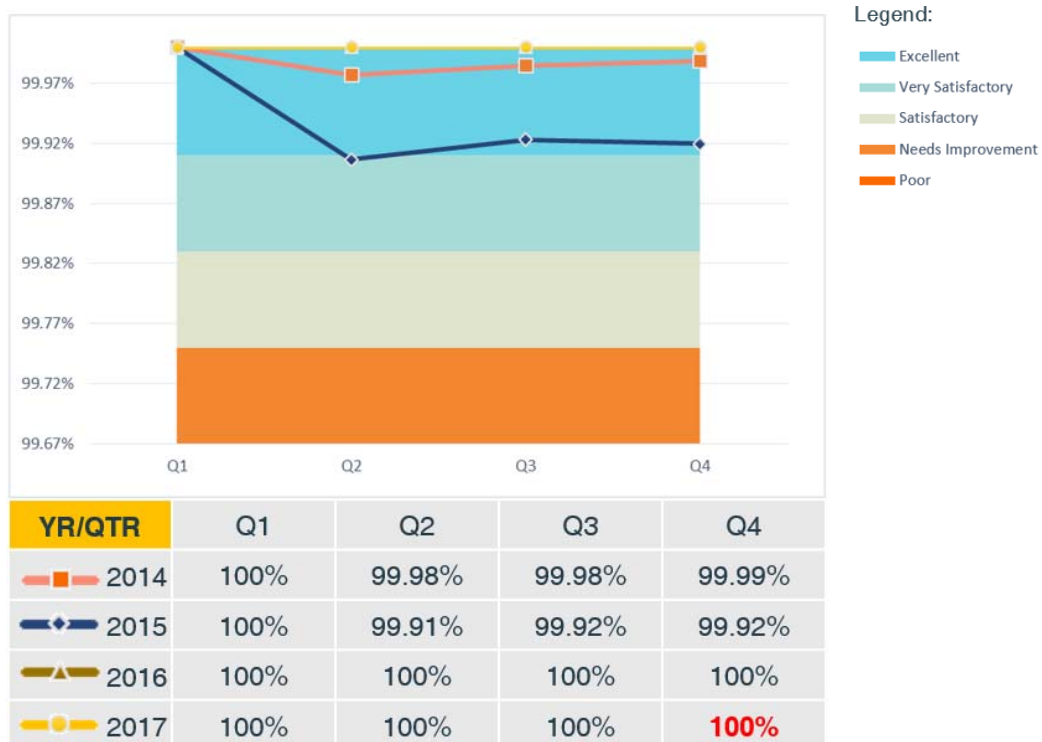 Legend:
Excellent
Very Satisfactory
Satisfactory
Needs Improvement
Poor
99.97%
99.92%
99.87%
99.82%
99.77%
99.72%
99.67%
Q1 Q2 Q3 Q4
YR/QTR Q1 Q2 Q3 Q4
2014 100% 99.98% 99.98% 99.99%
2015 100% 99.91% 99.92% 99.92%
2016 100% 100% 100% 100%
2017 100% 100% 100% 100%